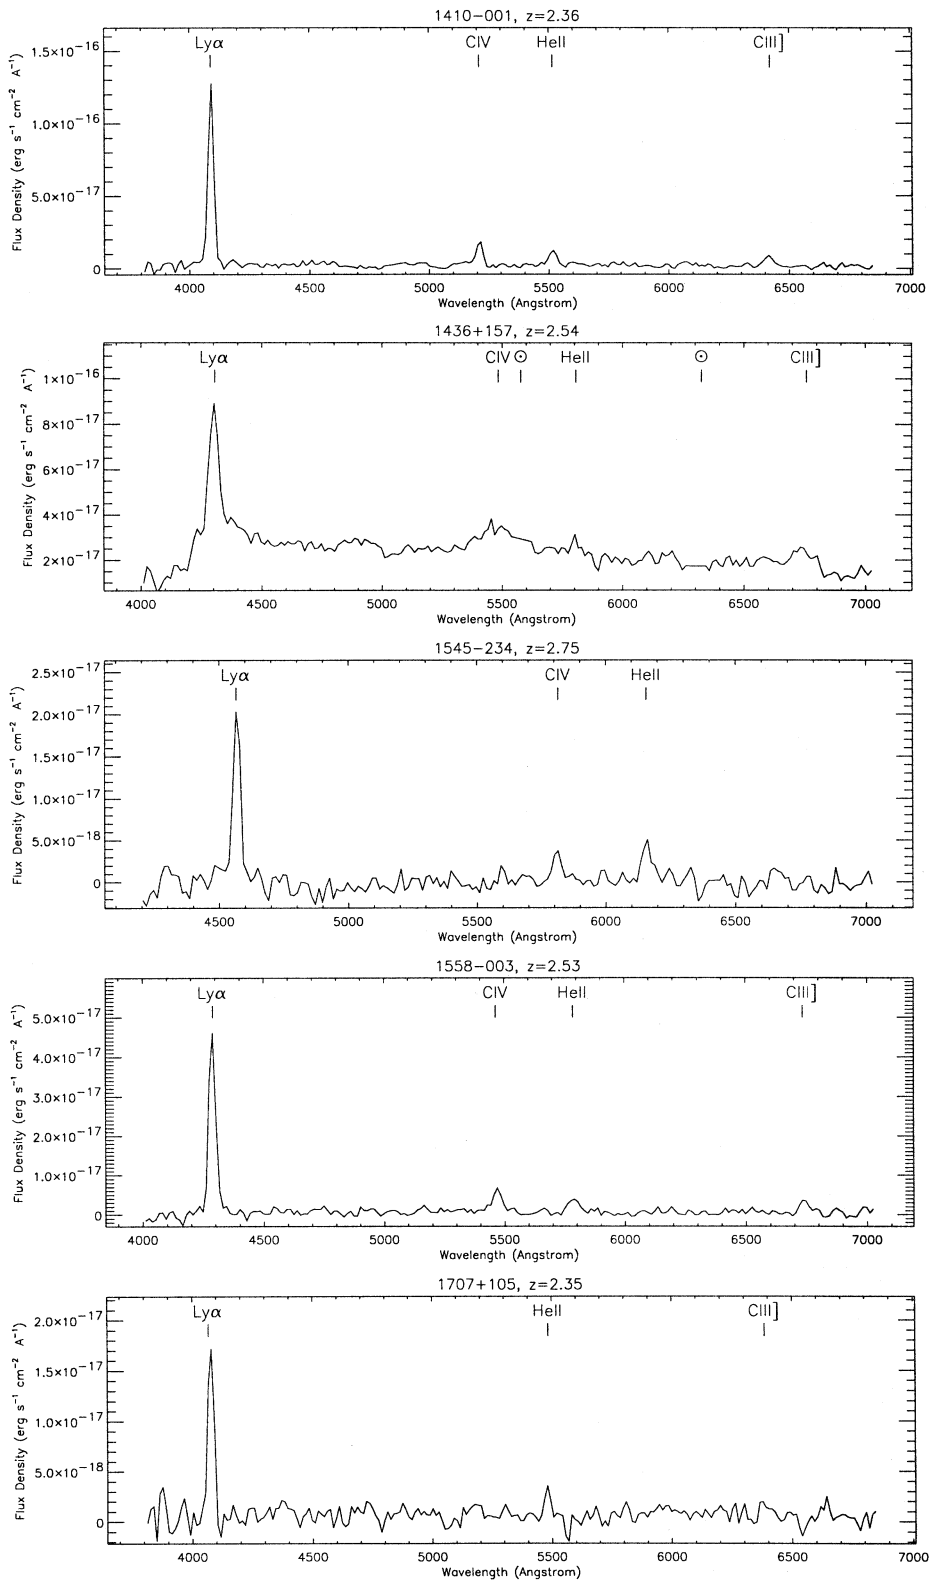 1410−001, z=2.36
Lyα CIV HeII CIII]
1.5×10−16
1.0×10−16
5.0×10−17
0
Flux Density (erg s−1 cm−2 A−1)
4000 4500 5000 5500 6000 6500 7000
Wavelength (Angstrom)
1436+157, z=2.54
Lyα CIV ⊙ HeII ⊙ CIII]
1×10−16
8×10−17
6×10−17
4×10−17
2×10−17
Flux Density (erg s−1 cm−2 A−1)
4000 4500 5000 5500 6000 6500 7000
Wavelength (Angstrom)
1545−234, z=2.75
Lyα CIV HeII
2.5×10−17
2.0×10−17
1.5×10−17
1.0×10−17
5.0×10−18
0
Flux Density (erg s−1 cm−2 A−1)
4500 5000 5500 6000 6500 7000
Wavelength (Angstrom)
1558−003, z=2.53
Lyα CIV HeII CIII]
5.0×10−17
4.0×10−17
3.0×10−17
2.0×10−17
1.0×10−17
0
Flux Density (erg s−1 cm−2 A−1)
4000 4500 5000 5500 6000 6500 7000
Wavelength (Angstrom)
1707+105, z=2.35
Lyα HeII CIII]
2.0×10−17
1.5×10−17
1.0×10−17
5.0×10−18
0
Flux Density (erg s−1 cm−2 A−1)
4000 4500 5000 5500 6000 6500 7000
Wavelength (Angstrom)